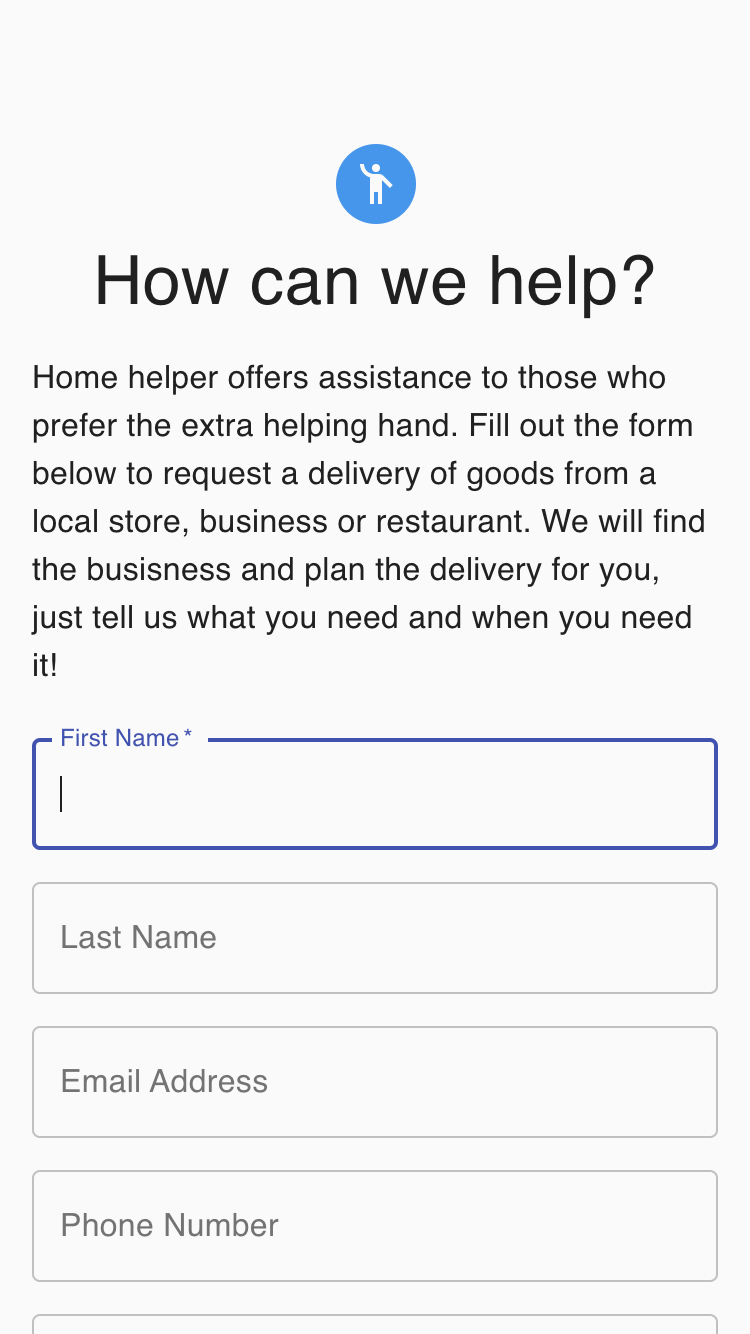 How can we help?
Home helper offers assistance to those who
prefer the extra helping hand. Fill out the form
below to request a delivery of goods from a
local store, business or restaurant. We will find
the busisness and plan the delivery for you,
just tell us what you need and when you need
it!
First Name *
Last Name
Email Address
Phone Number